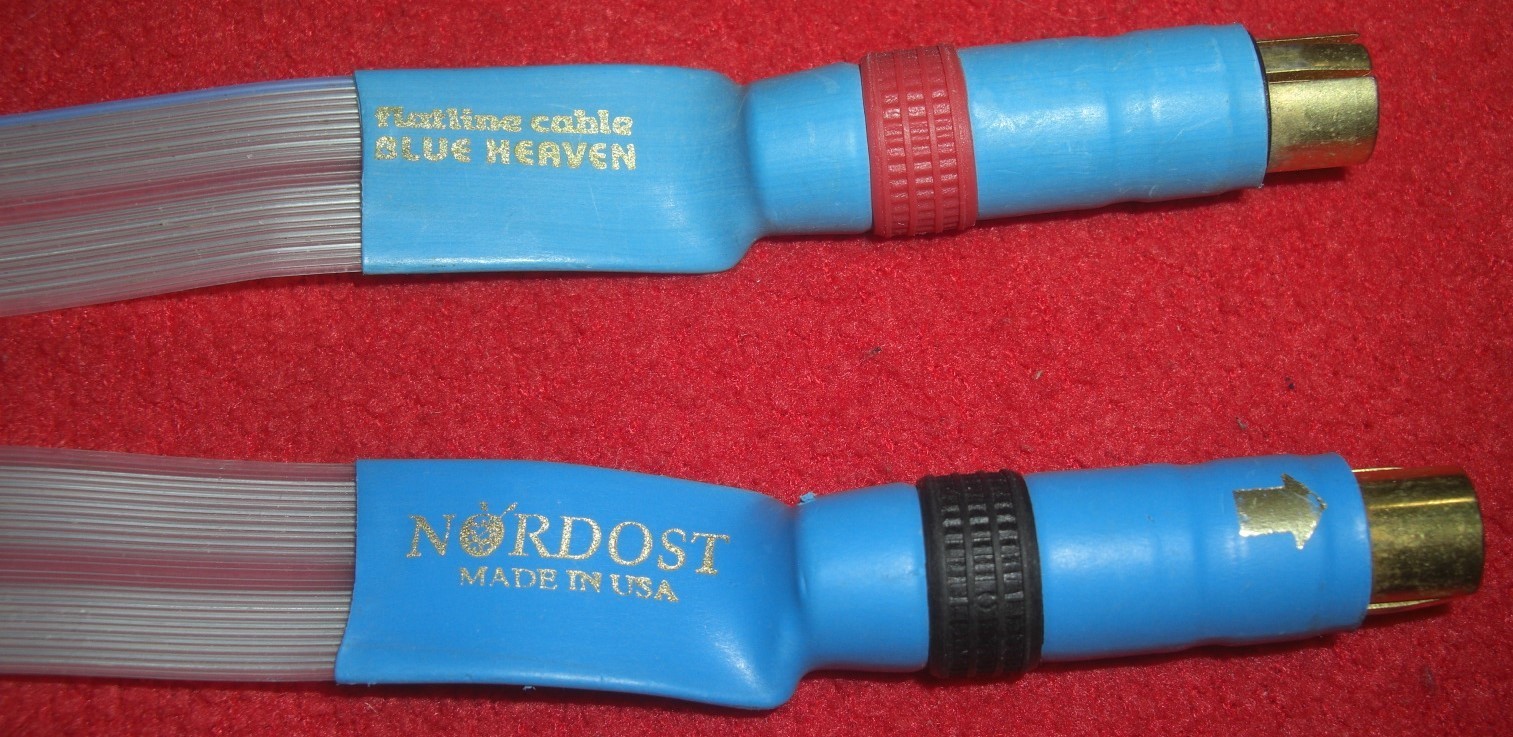 flatline cable
BLUE HEAVEN
NORDOST
MADE IN USA